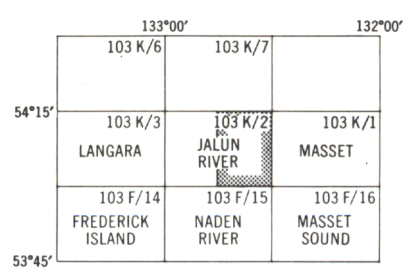 133°00' 132°00'
103 K/6 103 K/7
54°15'
103 K/3 103 K/2 103 K/1
LANGARA JALUN RIVER MASSET
103 F/14 103 F/15 103 F/16
FREDERICK ISLAND NADEN RIVER MASSET SOUND
53°45'